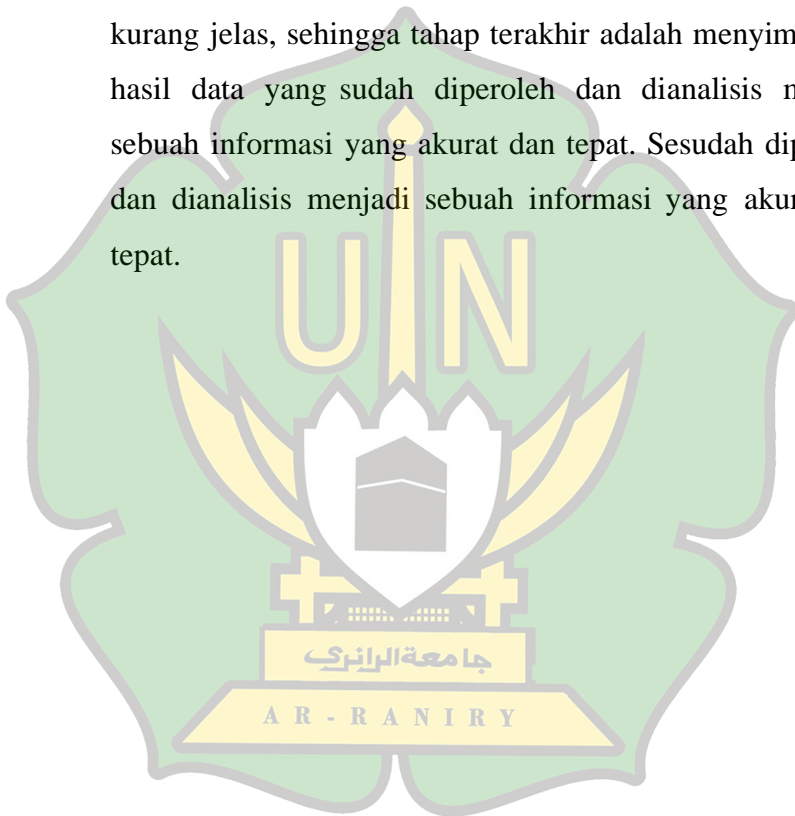 kurang jelas, sehingga tahap terakhir adalah menyim
hasil data yang sudah diperoleh dan dianalisis m
sebuah informasi yang akurat dan tepat. Sesudah dip
dan dianalisis menjadi sebuah informasi yang akur
tepat.
UIN
جامعةالرانري
AR-RANIRY